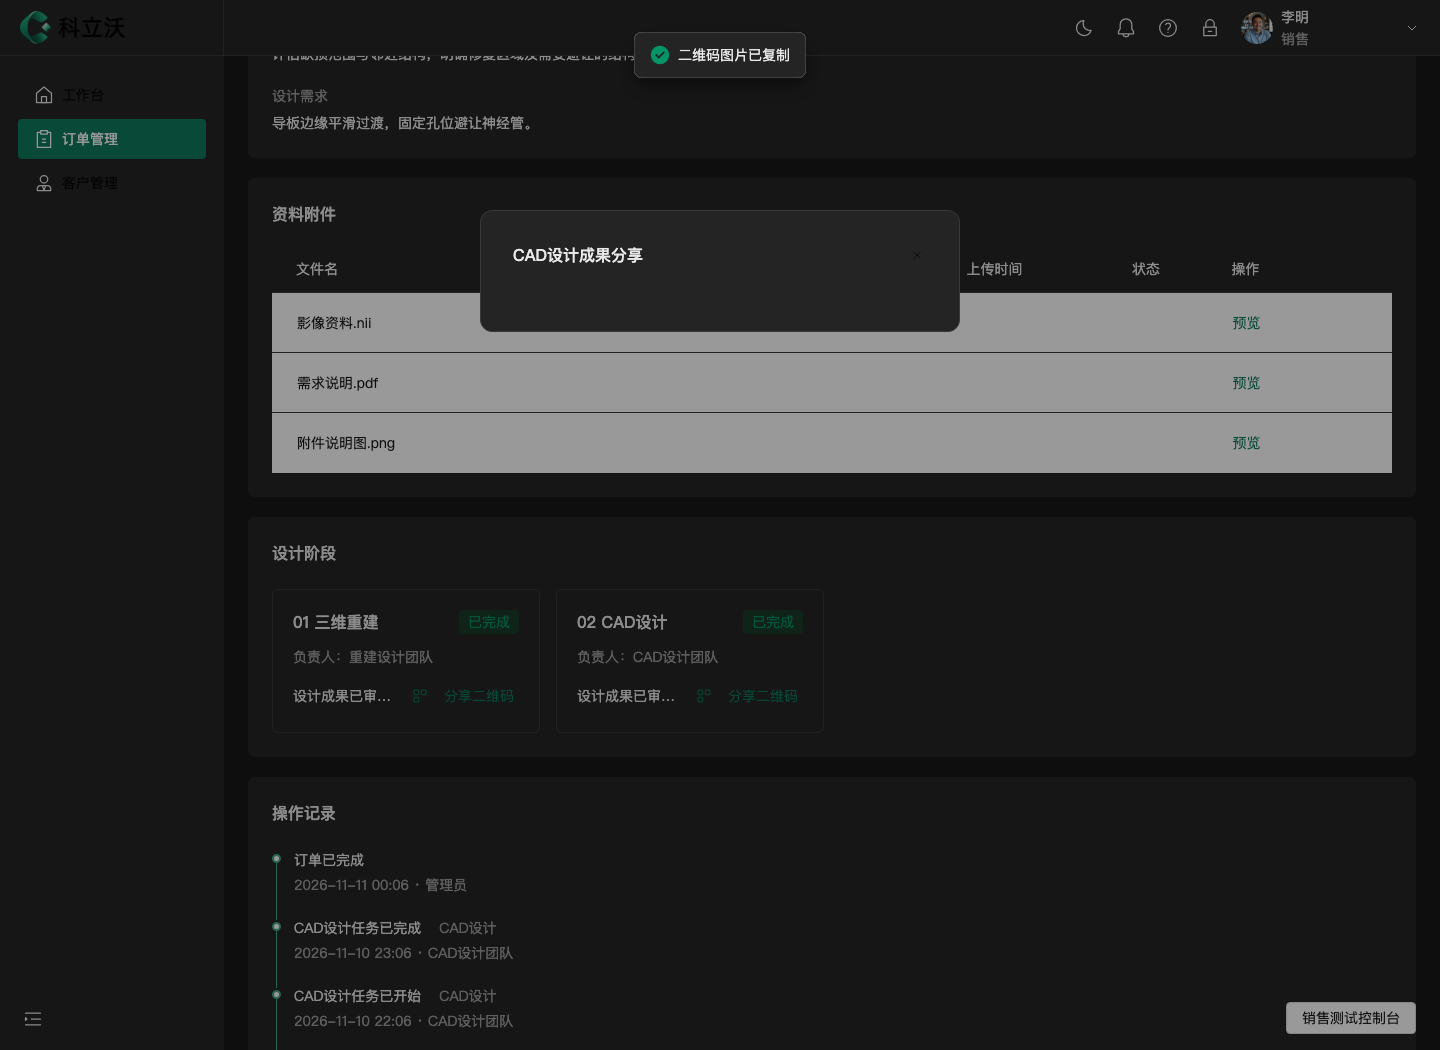 科立沃
李明
销售
二维码图片已复制
工作台
订单管理
客户管理
设计需求
导板边缘平滑过渡，固定孔位避让神经管。
资料附件
CAD设计成果分享
文件名 上传时间 状态 操作
影像资料.nii 预览
需求说明.pdf 预览
附件说明图.png 预览
设计阶段
01 三维重建 已完成
负责人：重建设计团队
设计成果已审... 分享二维码
02 CAD设计 已完成
负责人：CAD设计团队
设计成果已审... 分享二维码
操作记录
订单已完成
2026-11-11 00:06 · 管理员
CAD设计任务已完成 CAD设计
2026-11-10 23:06 · CAD设计团队
CAD设计任务已开始 CAD设计
2026-11-10 22:06 · CAD设计团队
销售测试控制台